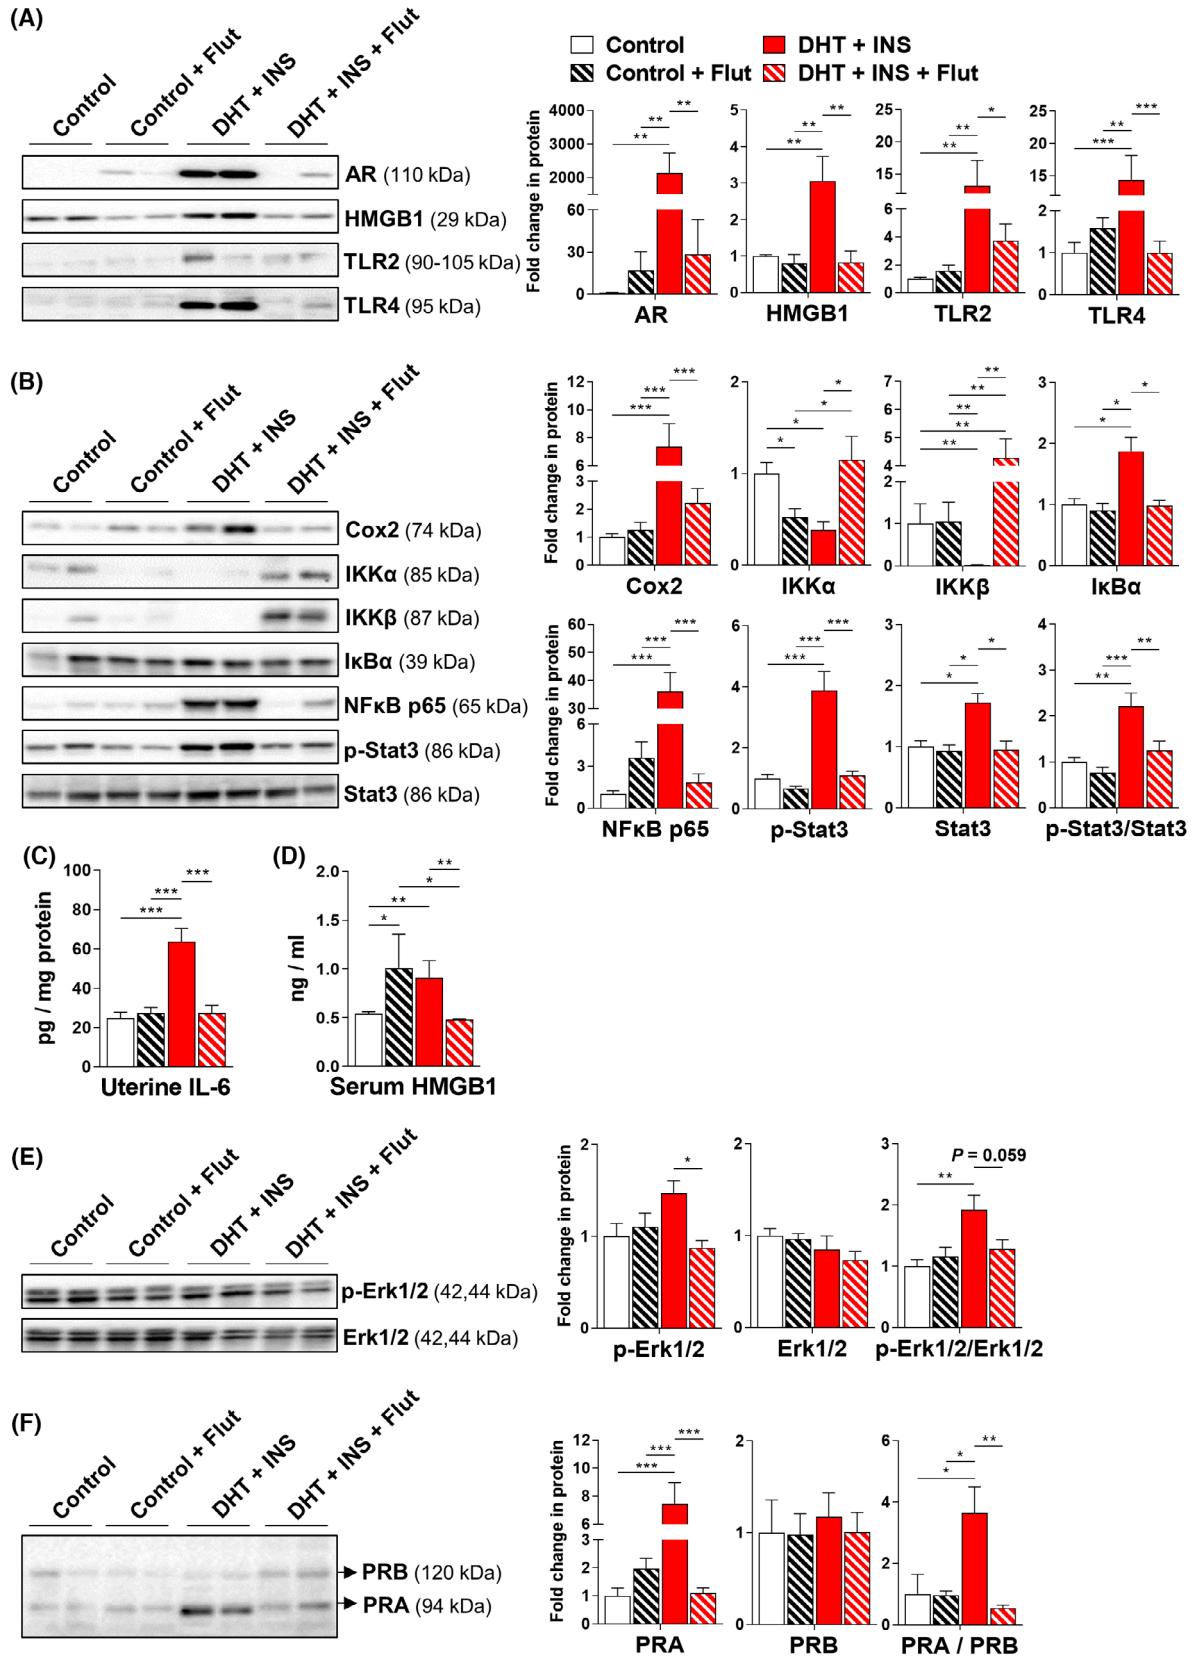 (A)
Control
Control + Flut
DHT + INS
DHT + INS + Flut
AR (110 kDa)
HMGB1 (29 kDa)
TLR2 (90-105 kDa)
TLR4 (95 kDa)
Control
DHT + INS
Control + Flut
DHT + INS + Flut
Fold change in protein
4000
3000
2000
60
30
0
**
**
**
AR
5
4
3
2
1
0
**
**
**
HMGB1
25
20
15
10
6
4
2
0
**
**
*
TLR2
25
20
15
10
2
1
0
***
**
***
TLR4
(B)
Control
Control + Flut
DHT + INS
DHT + INS + Flut
Cox2 (74 kDa)
IKKα (85 kDa)
IKKβ (87 kDa)
IκBα (39 kDa)
NFκB p65 (65 kDa)
p-Stat3 (86 kDa)
Stat3 (86 kDa)
Fold change in protein
12
10
8
6
3
2
1
0
***
***
***
Cox2
2
1
0
*
*
*
*
IKKα
7
6
5
4
2
1
0
**
**
**
**
**
IKKβ
3
2
1
0
*
*
*
IκBα
Fold change in protein
60
50
40
30
6
3
0
***
***
***
NFκB p65
6
4
2
0
***
***
***
p-Stat3
3
2
1
0
*
*
*
Stat3
4
3
2
1
0
**
***
**
p-Stat3/Stat3
(C)
pg / mg protein
100
80
60
40
20
0
***
***
***
Uterine IL-6
(D)
ng / ml
2.0
1.5
1.0
0.5
0.0
*
**
*
**
Serum HMGB1
(E)
Control
Control + Flut
DHT + INS
DHT + INS + Flut
p-Erk1/2 (42,44 kDa)
Erk1/2 (42,44 kDa)
Fold change in protein
2
1
0
*
p-Erk1/2
2
1
0
Erk1/2
3
2
1
0
**
P = 0.059
p-Erk1/2/Erk1/2
(F)
Control
Control + Flut
DHT + INS
DHT + INS + Flut
PRB (120 kDa)
PRA (94 kDa)
Fold change in protein
12
10
8
6
3
2
1
0
***
***
***
PRA
2
1
0
PRB
6
4
2
0
*
*
**
PRA / PRB